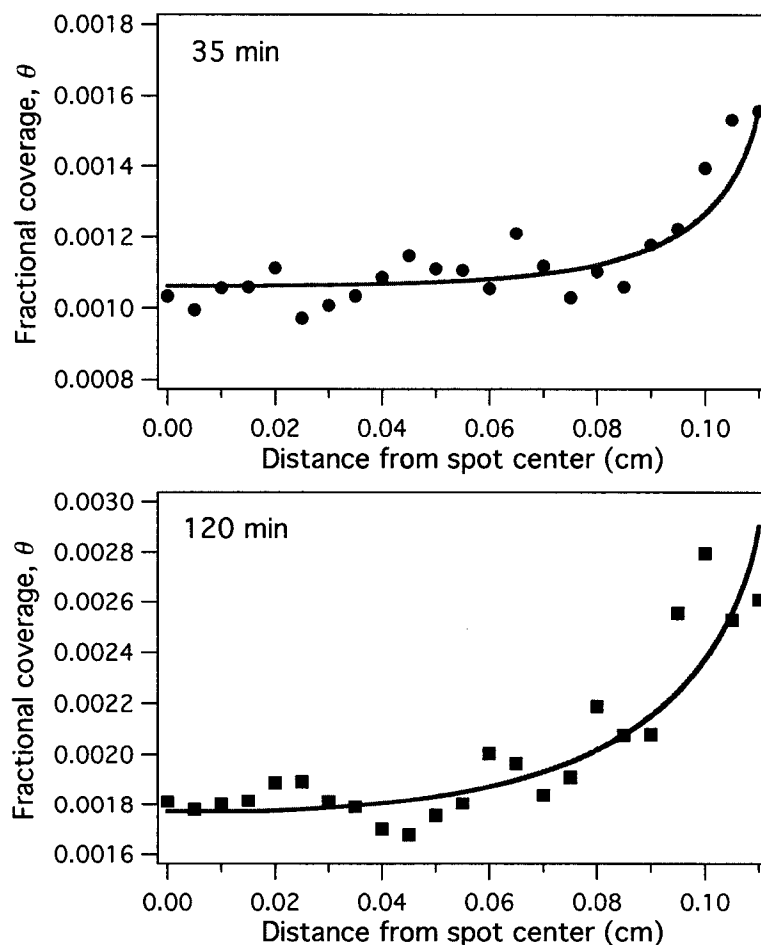 35 min
Fractional coverage, θ
0.0018
0.0016
0.0014
0.0012
0.0010
0.0008
0.00 0.02 0.04 0.06 0.08 0.10
Distance from spot center (cm)
120 min
Fractional coverage, θ
0.0030
0.0028
0.0026
0.0024
0.0022
0.0020
0.0018
0.0016
0.00 0.02 0.04 0.06 0.08 0.10
Distance from spot center (cm)